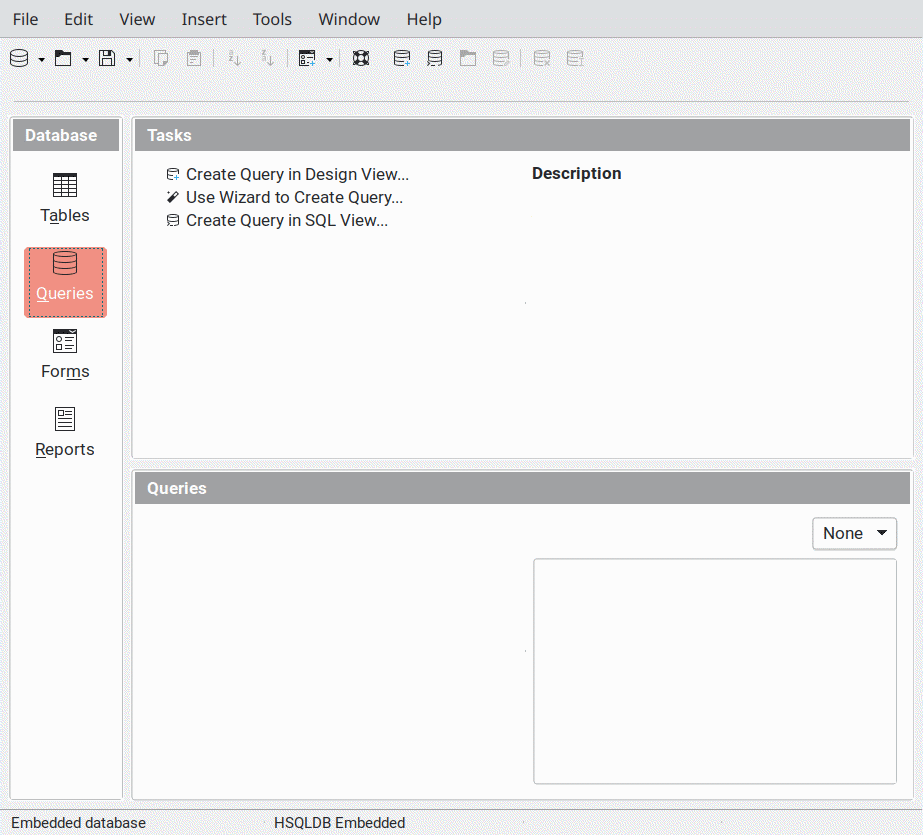 File Edit View Insert Tools Window Help
Database
Tables
Queries
Forms
Reports
Tasks
Create Query in Design View...
Use Wizard to Create Query...
Create Query in SQL View...
Description
Queries
None
Embedded database HSQLDB Embedded